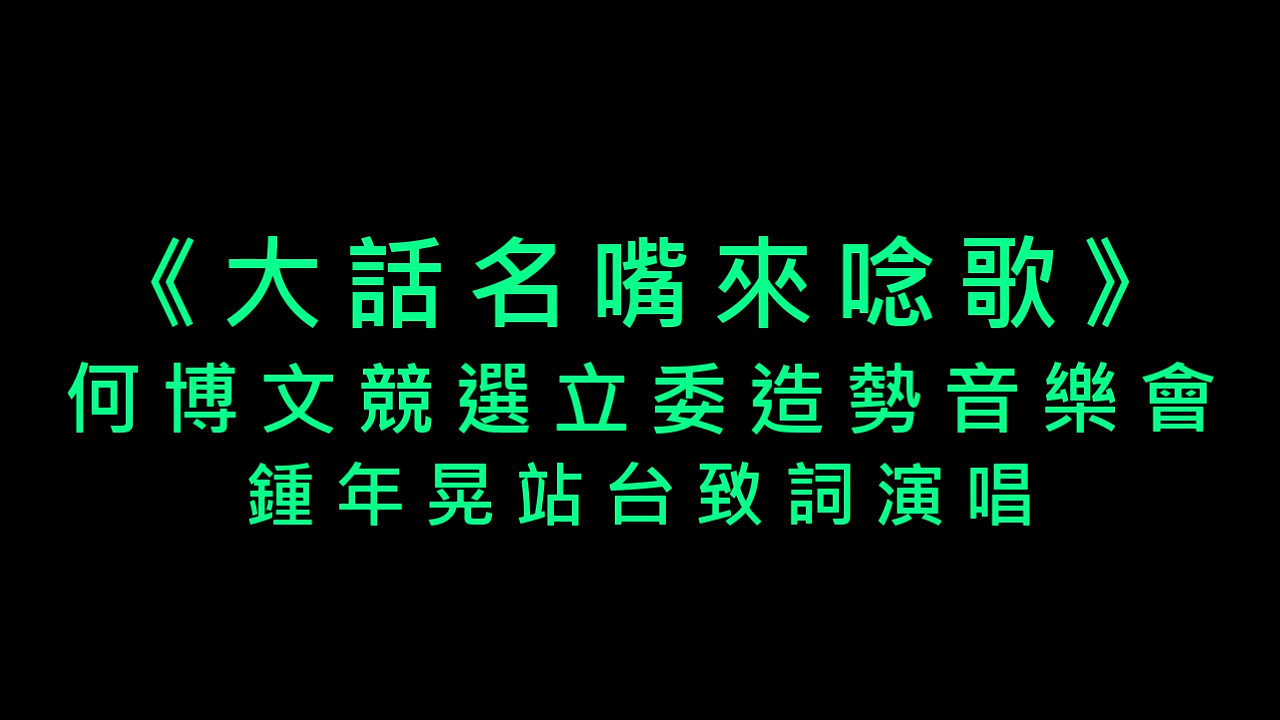 《大話名嘴來唸歌》
何博文競選立委造勢音樂會
鍾年晃站台致詞演唱